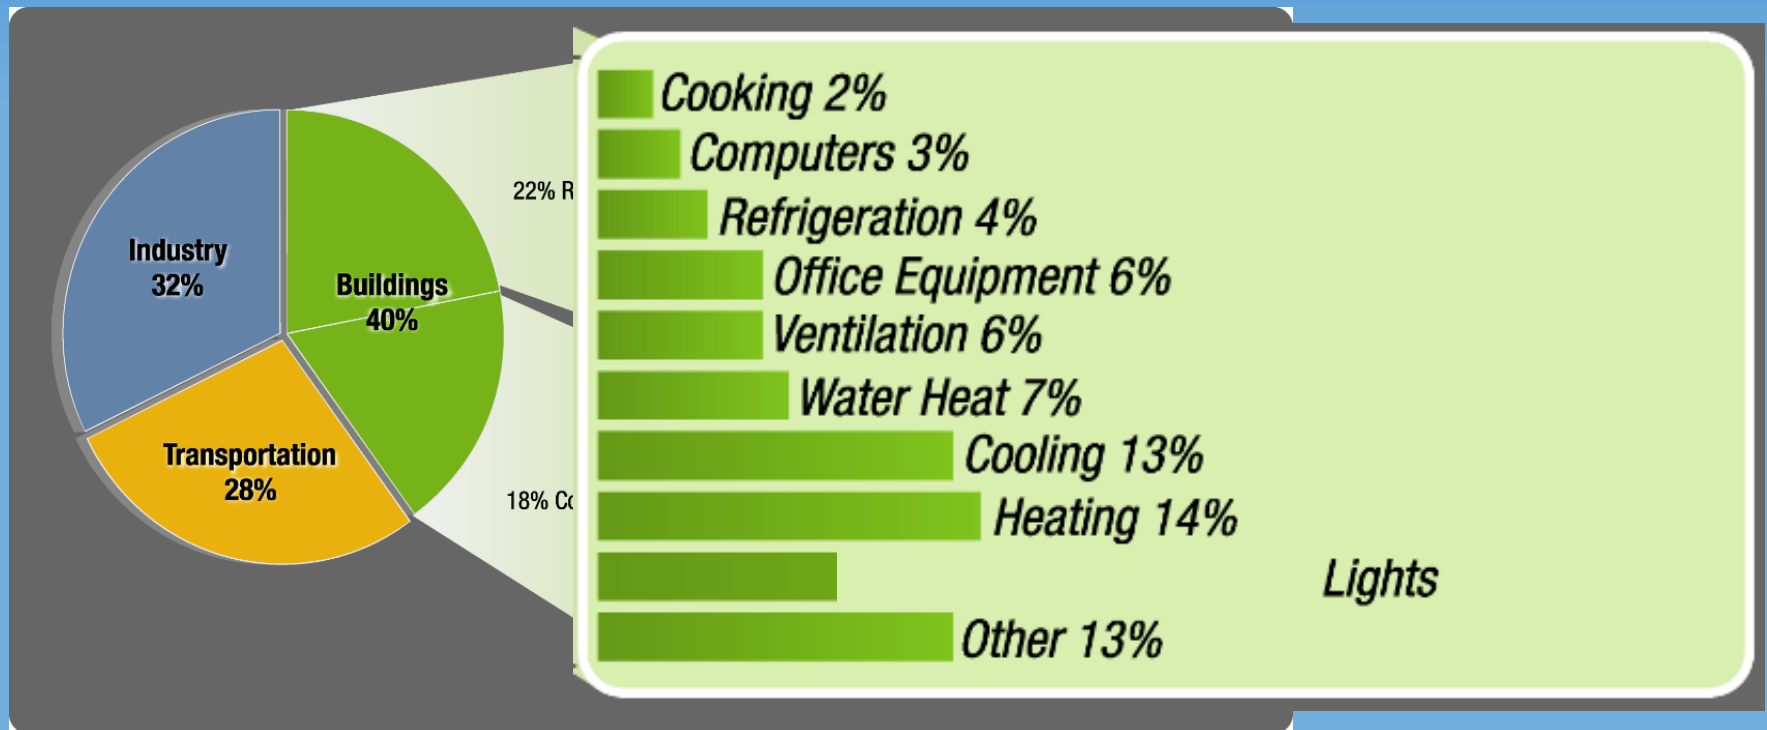 Industry
32%
Buildings
40%
Transportation
28%
22% R
18% Co
Cooking 2%
Computers 3%
Refrigeration 4%
Office Equipment 6%
Ventilation 6%
Water Heat 7%
Cooling 13%
Heating 14%
Lights
Other 13%